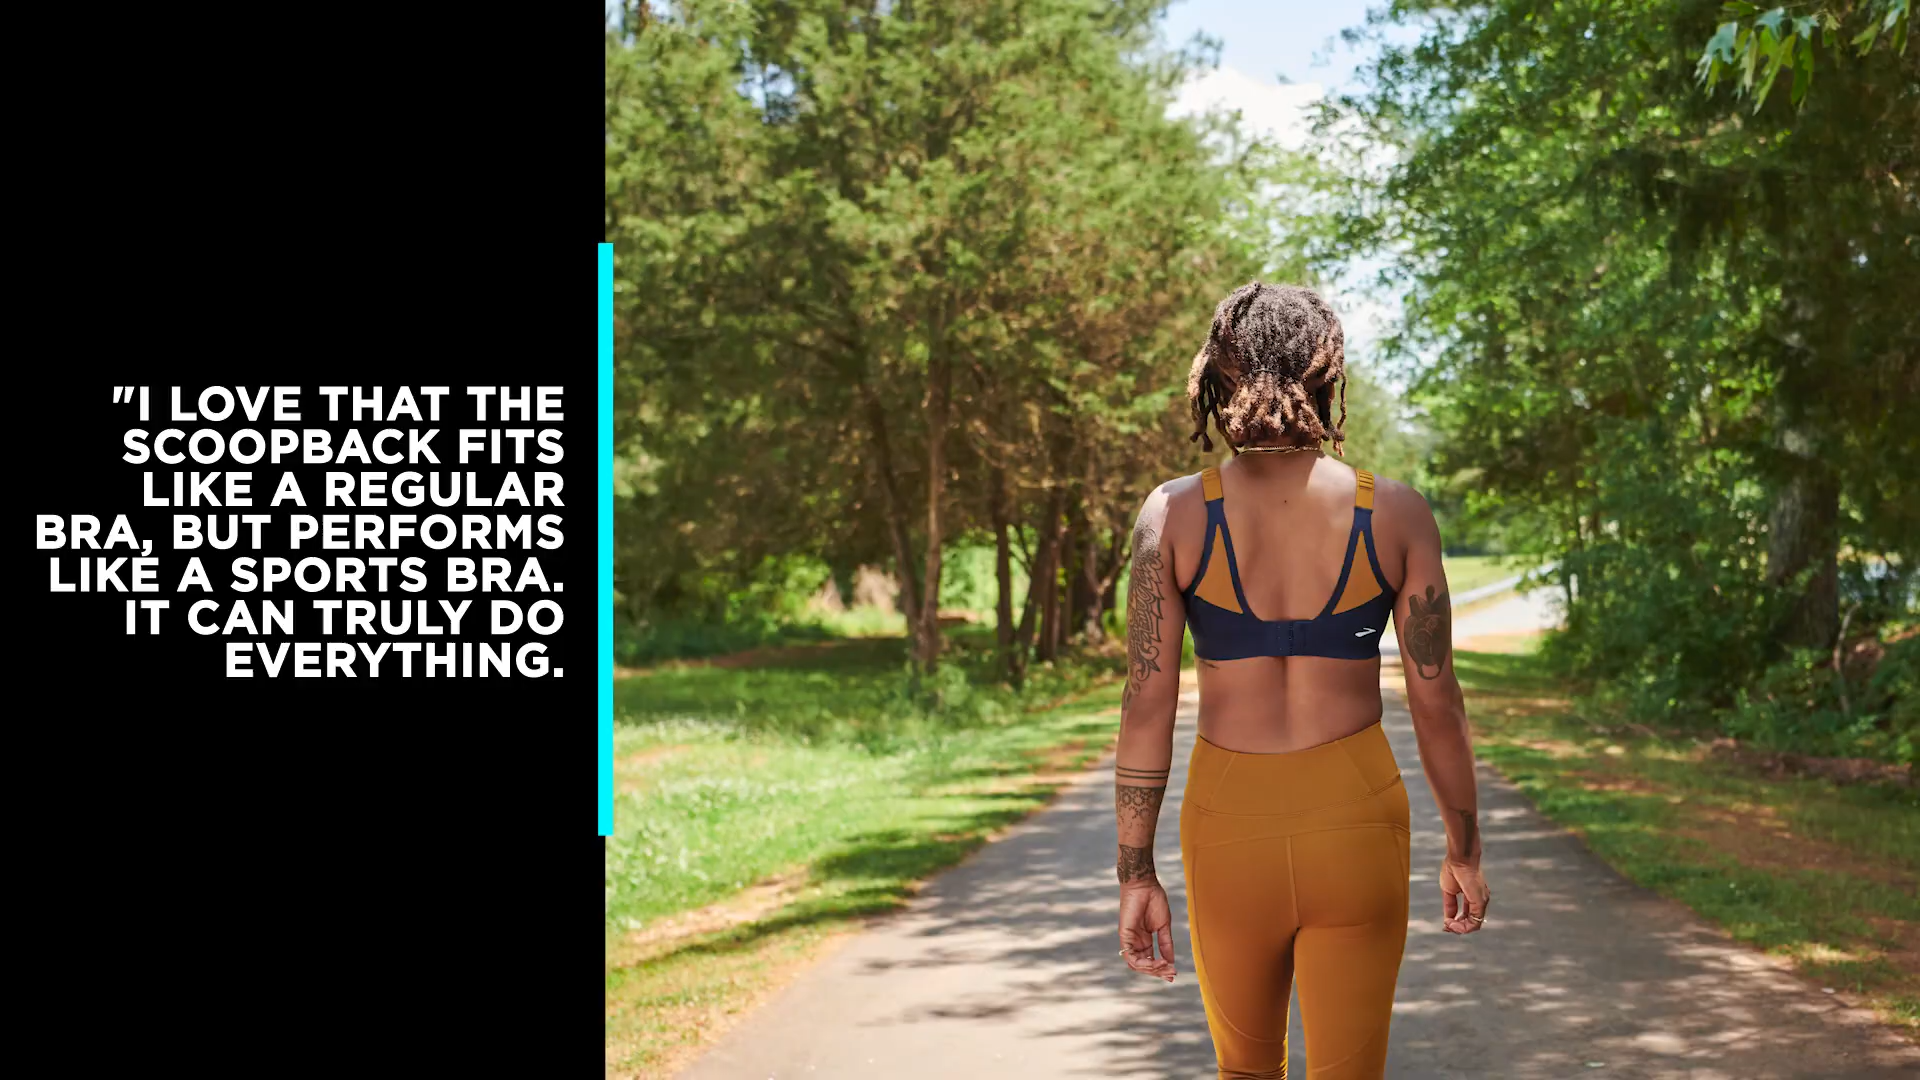 "I LOVE THAT THE
SCOOPBACK FITS
LIKE A REGULAR
BRA, BUT PERFORMS
LIKE A SPORTS BRA.
IT CAN TRULY DO
EVERYTHING.